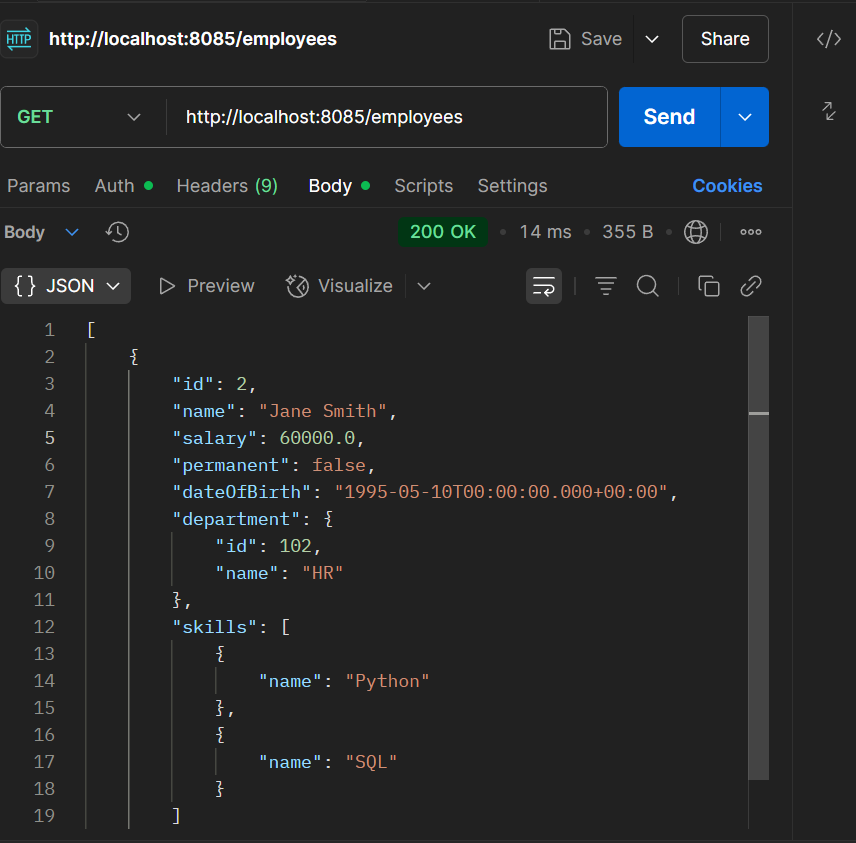 HTTP http://localhost:8085/employees Save Share
GET http://localhost:8085/employees Send
Params Auth Headers (9) Body Scripts Settings Cookies
Body 200 OK 14 ms 355 B
{} JSON Preview Visualize
1 [
2 {
3 "id": 2,
4 "name": "Jane Smith",
5 "salary": 60000.0,
6 "permanent": false,
7 "dateOfBirth": "1995-05-10T00:00:00.000+00:00",
8 "department": {
9 "id": 102,
10 "name": "HR"
11 },
12 "skills": [
13 {
14 "name": "Python"
15 },
16 {
17 "name": "SQL"
18 }
19 ]